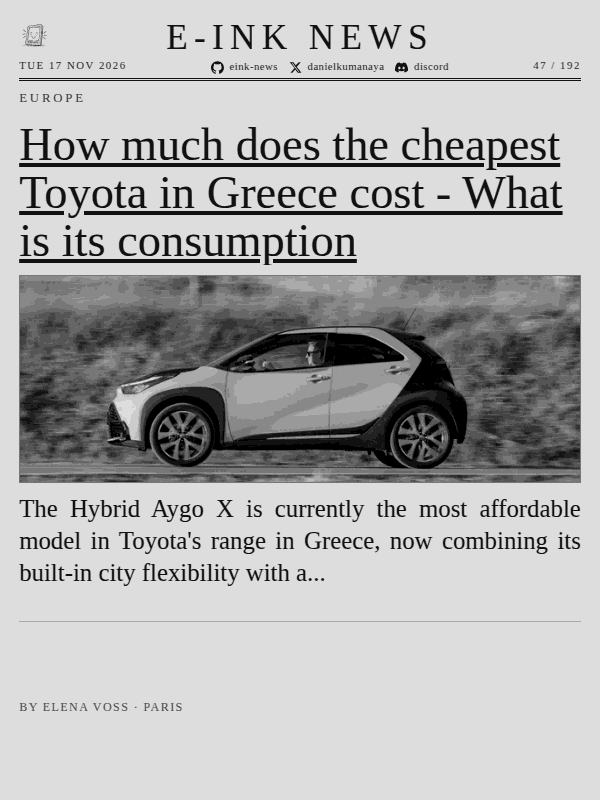 E-INK NEWS
TUE 17 NOV 2026
eink-news danielkumanaya discord
47 / 192
EUROPE
How much does the cheapest
Toyota in Greece cost - What
is its consumption
The Hybrid Aygo X is currently the most affordable
model in Toyota's range in Greece, now combining its
built-in city flexibility with a...
BY ELENA VOSS · PARIS